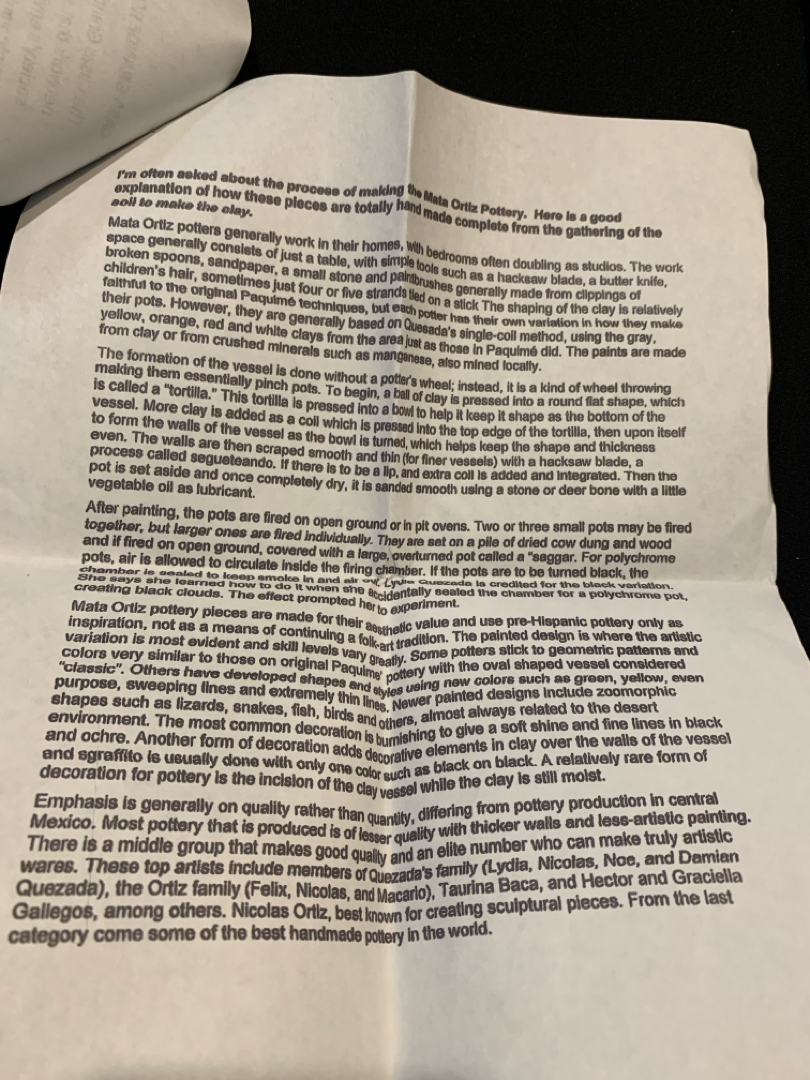 I'm often asked about the process of making the Mata Ortiz Pottery. Here is a good
explanation of how these pieces are totally hand made complete from the gathering of the
soil to make the clay.
Mata Ortiz potters generally work in their homes, with bedrooms often doubling as studios. The work
space generally consists of just a table, with simple tools such as a hacksaw blade, a butter knife,
broken spoons, sandpaper, a small stone and paintbrushes generally made from clippings of
children's hair, sometimes just four or five strands tied on a stick The shaping of the clay is relatively
faithful to the original Paquimé techniques, but each potter has their own variation in how they make
their pots. However, they are generally based on Quesada's single-coil method, using the gray,
yellow, orange, red and white clays from the area just as those in Paquimé did. The paints are made
from clay or from crushed minerals such as manganese, also mined locally.
The formation of the vessel is done without a potter's wheel; instead, it is a kind of wheel throwing
making them essentially pinch pots. To begin, a ball of clay is pressed into a round flat shape, which
is called a "tortilla." This tortilla is pressed into a bowl to help it keep it shape as the bottom of the
vessel. More clay is added as a coil which is pressed into the top edge of the tortilla, then upon itself
to form the walls of the vessel as the bowl is turned, which helps keep the shape and thickness
even. The walls are then scraped smooth and thin (for finer vessels) with a hacksaw blade, a
process called segueteando. If there is to be a lip, and extra coil is added and integrated. Then the
pot is set aside and once completely dry, it is sanded smooth using a stone or deer bone with a little
vegetable oil as lubricant.
After painting, the pots are fired on open ground or in pit ovens. Two or three small pots may be fired
together, but larger ones are fired individually. They are set on a pile of dried cow dung and wood
and if fired on open ground, covered with a large, overturned pot called a "saggar. For polychrome
pots, air is allowed to circulate inside the firing chamber. If the pots are to be turned black, the
chamber is sealed to keep smoke in and air out. Lydia Quezada is credited for the black variation.
She says she learned how to do it when she accidentally sealed the chamber for a polychrome pot,
creating black clouds. The effect prompted her to experiment.
Mata Ortiz pottery pieces are made for their aesthetic value and use pre-Hispanic pottery only as
inspiration, not as a means of continuing a folk-art tradition. The painted design is where the artistic
variation is most evident and skill levels vary greatly. Some potters stick to geometric patterns and
colors very similar to those on original Paquime' pottery with the oval shaped vessel considered
"classic". Others have developed shapes and styles using new colors such as green, yellow, even
purpose, sweeping lines and extremely thin lines. Newer painted designs include zoomorphic
shapes such as lizards, snakes, fish, birds and others, almost always related to the desert
environment. The most common decoration is burnishing to give a soft shine and fine lines in black
and ochre. Another form of decoration adds decorative elements in clay over the walls of the vessel
and sgraffito is usually done with only one color such as black on black. A relatively rare form of
decoration for pottery is the incision of the clay vessel while the clay is still moist.
Emphasis is generally on quality rather than quantity, differing from pottery production in central
Mexico. Most pottery that is produced is of lesser quality with thicker walls and less-artistic painting.
There is a middle group that makes good quality and an elite number who can make truly artistic
wares. These top artists include members of Quezada's family (Lydia, Nicolas, Noe, and Damian
Quezada), the Ortiz family (Felix, Nicolas, and Macario), Taurina Baca, and Hector and Graciella
Gallegos, among others. Nicolas Ortiz, best known for creating sculptural pieces. From the last
category come some of the best handmade pottery in the world.